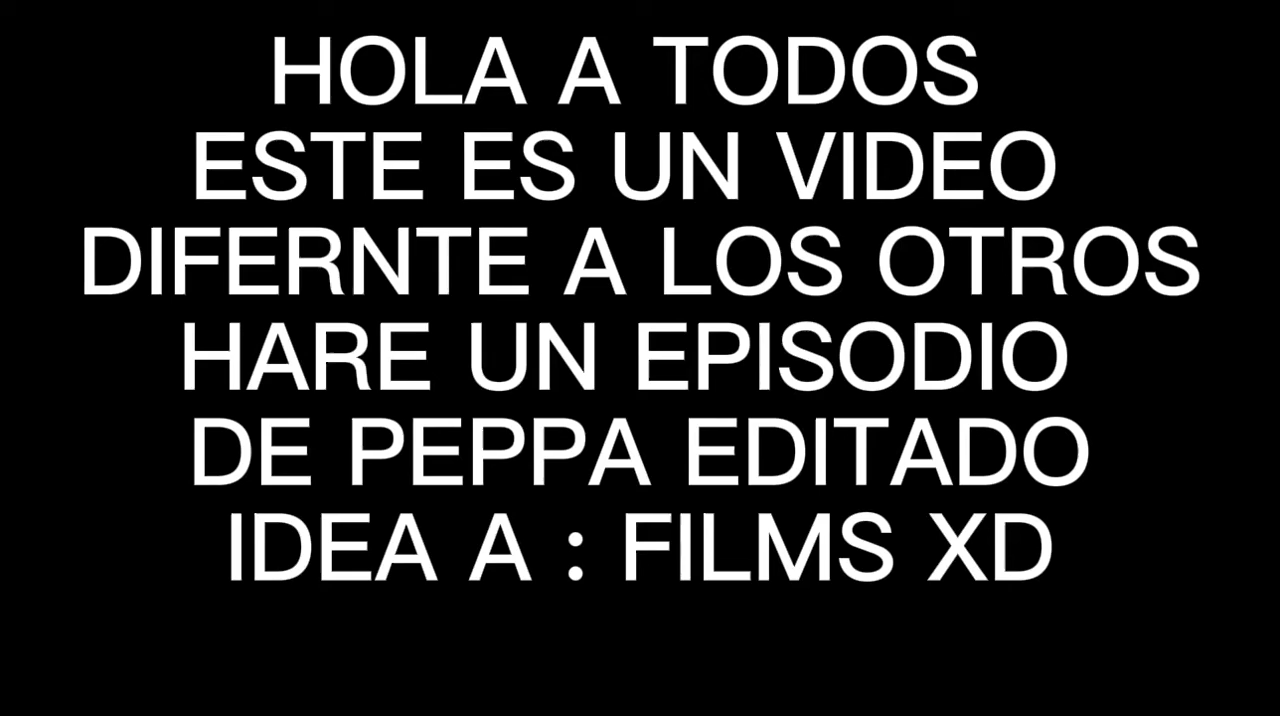 HOLA A TODOS
ESTE ES UN VIDEO
DIFERNTE A LOS OTROS
HARE UN EPISODIO
DE PEPPA EDITADO
IDEA A : FILMS XD